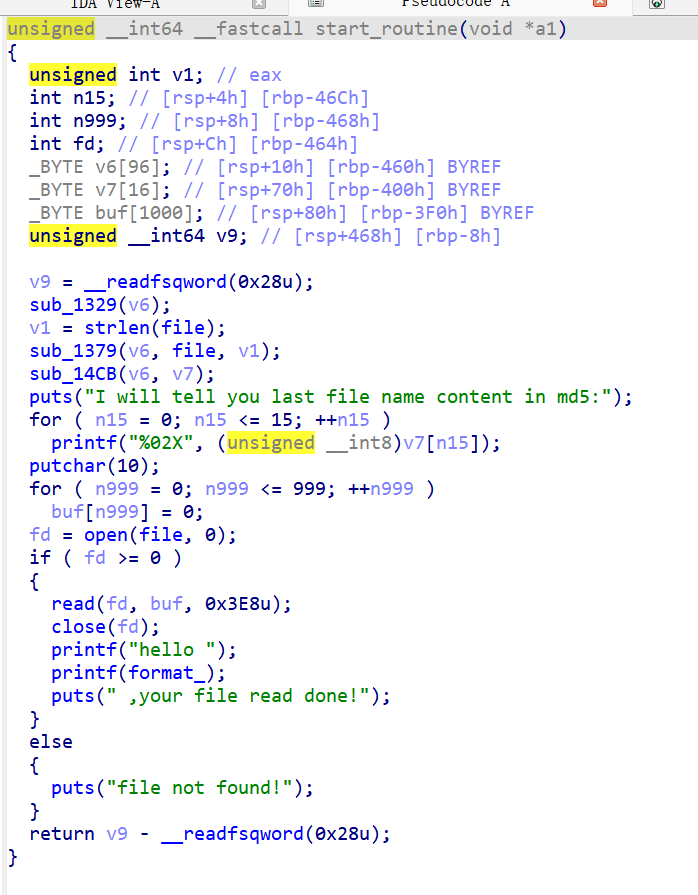 IDA View-A Pseudocode A
unsigned __int64 __fastcall start_routine(void *a1)
{
unsigned int v1; // eax
int n15; // [rsp+4h] [rbp-46Ch]
int n999; // [rsp+8h] [rbp-468h]
int fd; // [rsp+Ch] [rbp-464h]
_BYTE v6[96]; // [rsp+10h] [rbp-460h] BYREF
_BYTE v7[16]; // [rsp+70h] [rbp-400h] BYREF
_BYTE buf[1000]; // [rsp+80h] [rbp-3F0h] BYREF
unsigned __int64 v9; // [rsp+468h] [rbp-8h]
v9 = __readfsqword(0x28u);
sub_1329(v6);
v1 = strlen(file);
sub_1379(v6, file, v1);
sub_14CB(v6, v7);
puts("I will tell you last file name content in md5:");
for ( n15 = 0; n15 <= 15; ++n15 )
printf("%02X", (unsigned __int8)v7[n15]);
putchar(10);
for ( n999 = 0; n999 <= 999; ++n999 )
buf[n999] = 0;
fd = open(file, 0);
if ( fd >= 0 )
{
read(fd, buf, 0x3E8u);
close(fd);
printf("hello ");
printf(format_);
puts(" ,your file read done!");
}
else
{
puts("file not found!");
}
return v9 - __readfsqword(0x28u);
}